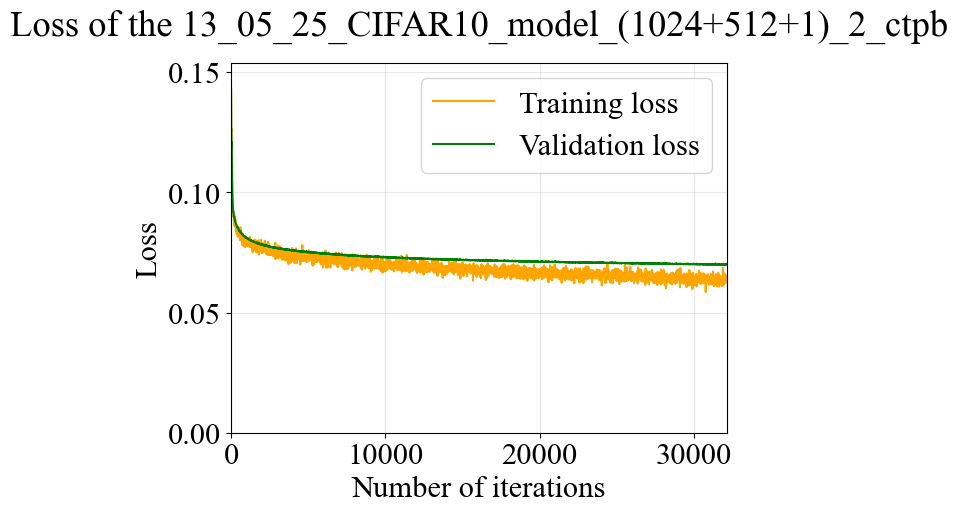 Loss of the 13_05_25_CIFAR10_model_(1024+512+1)_2_ctpb
0.15
0.10
0.05
0.00
Loss
Training loss
Validation loss
0 10000 20000 30000
Number of iterations